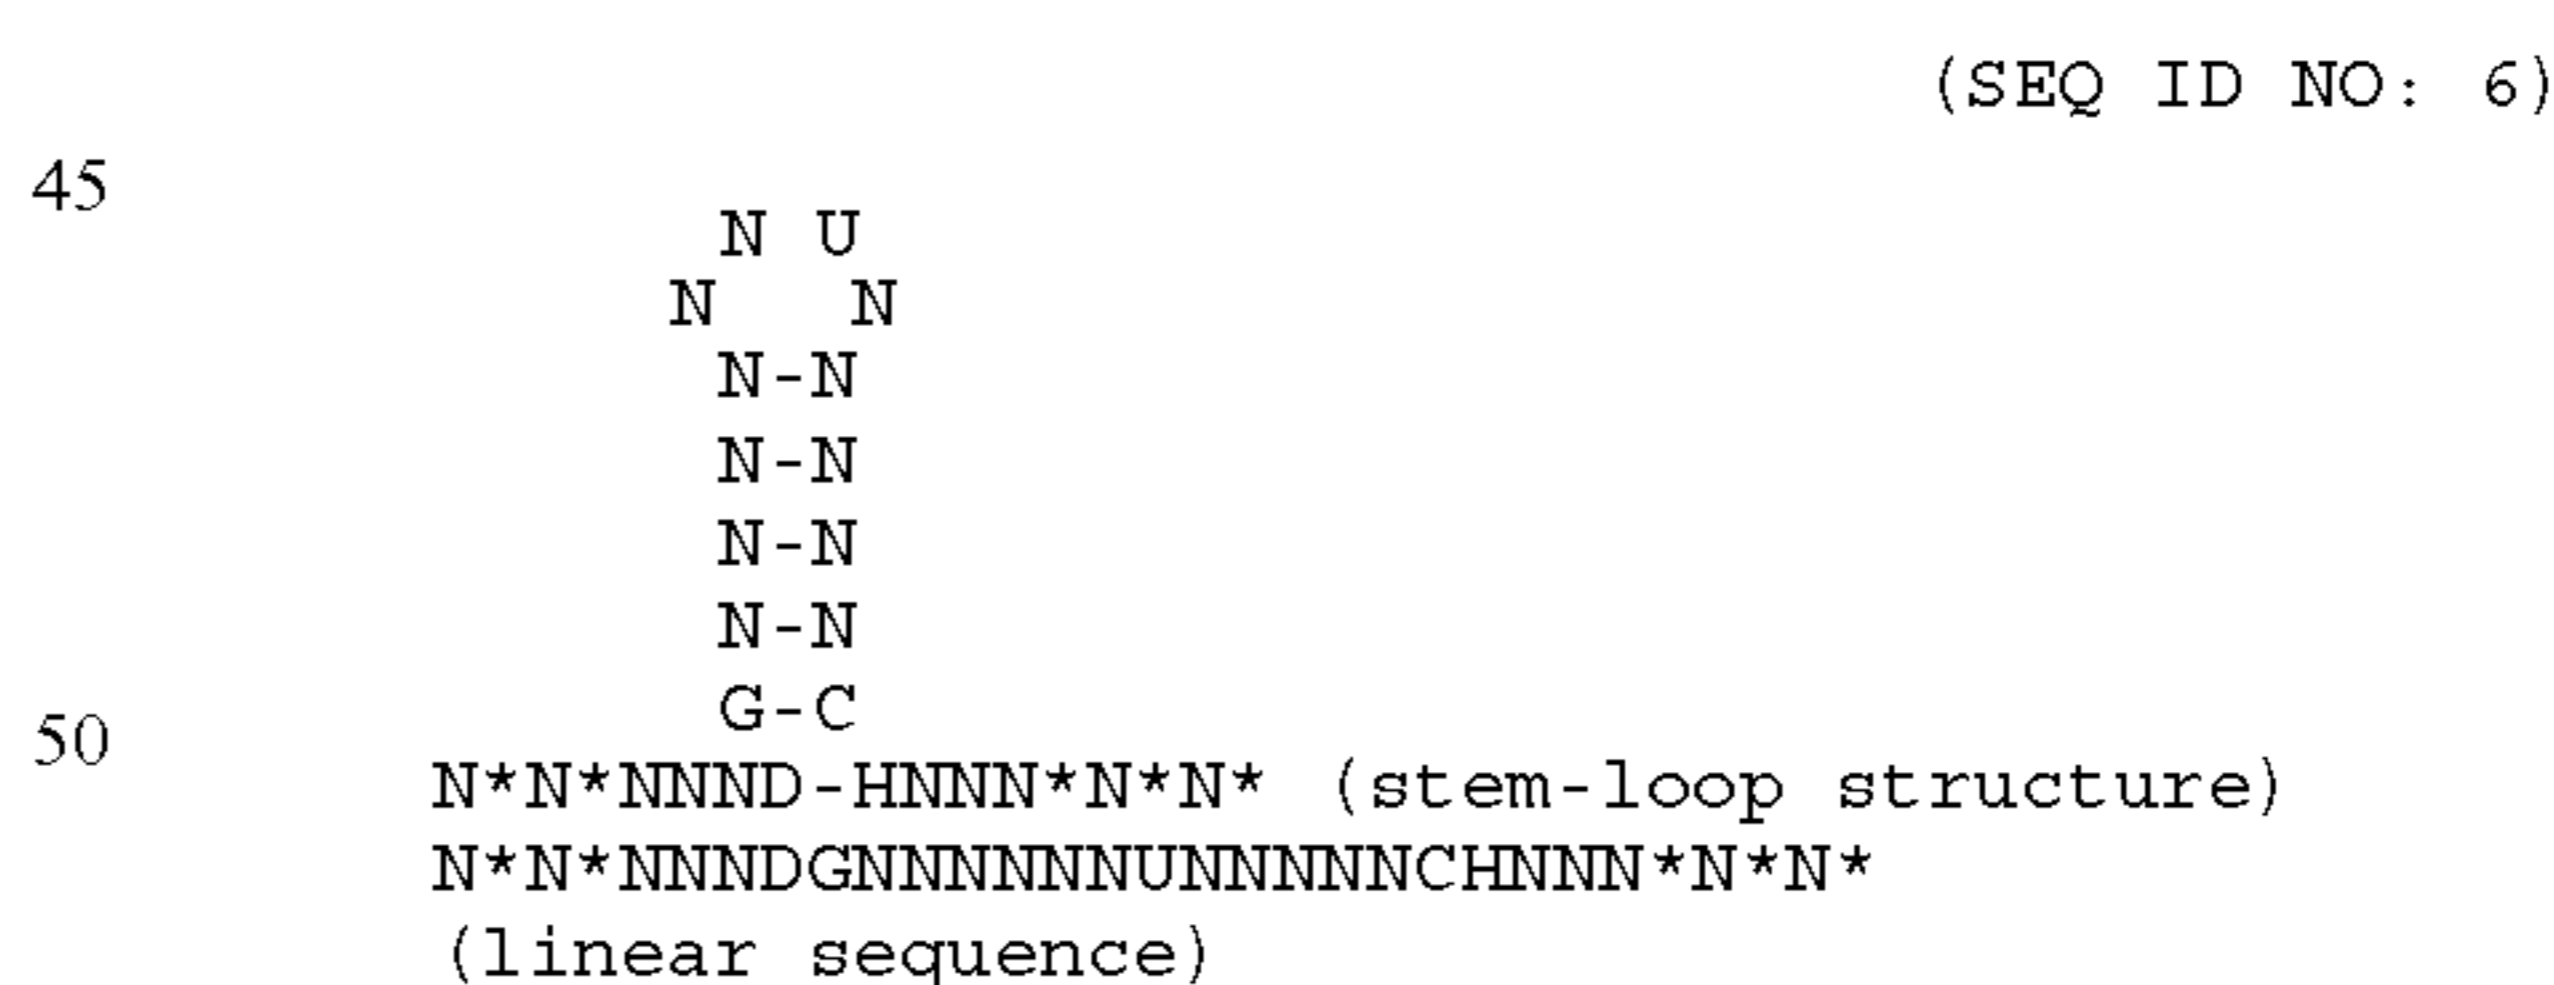 (SEQ ID NO: 6)
45
N U
N N
N-N
N-N
N-N
N-N
G-C
50
N*N*NNND-HNNN*N*N* (stem-loop structure)
N*N*NNNDGNNNNNNUNNNNNCHNNN*N*N*
(linear sequence)